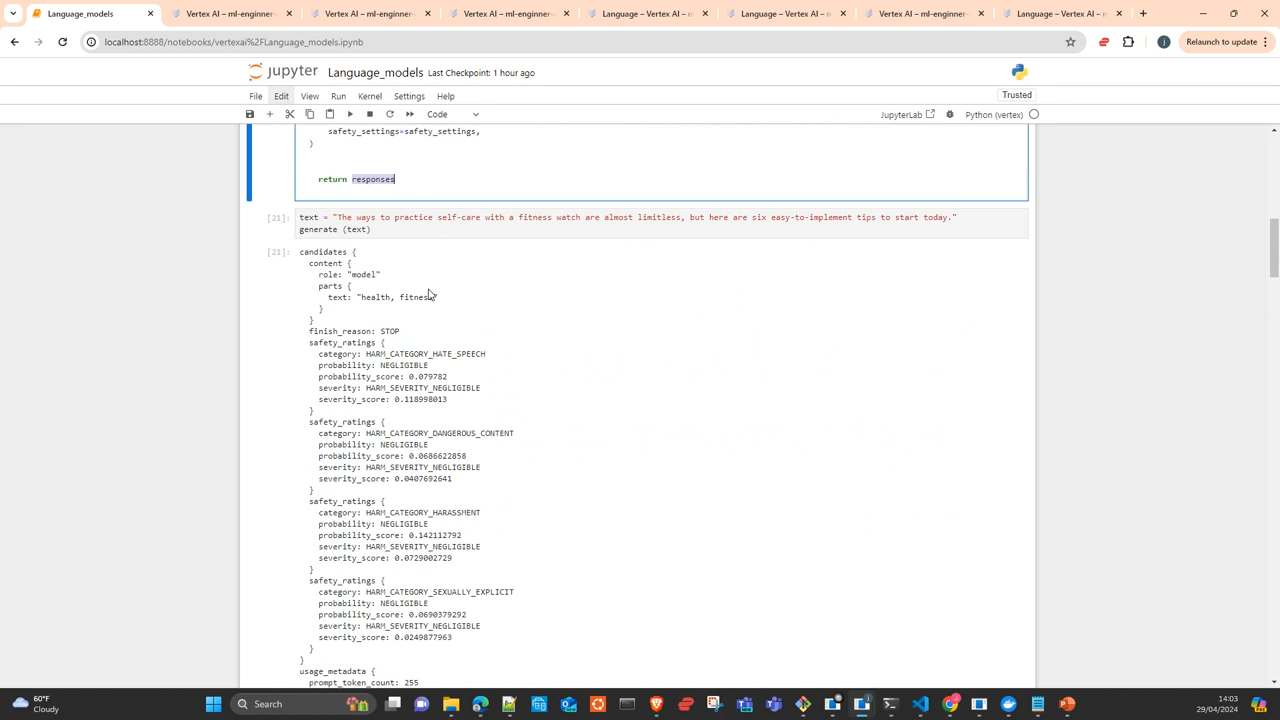 Language_models
Vertex AI – ml-enginner-
Vertex AI – ml-enginner-
Vertex AI – ml-enginner-
Language – Vertex AI – m
Language – Vertex AI – m
Vertex AI – ml-enginner-
Language – Vertex AI – m
localhost:8888/notebooks/vertexai%2FLanguage_models.ipynb
Relaunch to update
jupyter Language_models Last Checkpoint: 1 hour ago
File Edit View Run Kernel Settings Help
Trusted
Code
JupyterLab
Python (vertex)
safety_settings=safety_settings,
)
return responses
[21]: text = "The ways to practice self-care with a fitness watch are almost limitless, but here are six easy-to-implement tips to start today."
generate (text)
[21]: candidates {
content {
role: "model"
parts {
text: "health, fitness"
}
}
finish_reason: STOP
safety_ratings {
category: HARM_CATEGORY_HATE_SPEECH
probability: NEGLIGIBLE
probability_score: 0.079782
severity: HARM_SEVERITY_NEGLIGIBLE
severity_score: 0.118998013
}
safety_ratings {
category: HARM_CATEGORY_DANGEROUS_CONTENT
probability: NEGLIGIBLE
probability_score: 0.0686622858
severity: HARM_SEVERITY_NEGLIGIBLE
severity_score: 0.0407692641
}
safety_ratings {
category: HARM_CATEGORY_HARASSMENT
probability: NEGLIGIBLE
probability_score: 0.142112792
severity: HARM_SEVERITY_NEGLIGIBLE
severity_score: 0.0729002729
}
safety_ratings {
category: HARM_CATEGORY_SEXUALLY_EXPLICIT
probability: NEGLIGIBLE
probability_score: 0.0690379292
severity: HARM_SEVERITY_NEGLIGIBLE
severity_score: 0.0249877963
}
}
usage_metadata {
prompt_token_count: 255
60°F
Cloudy
Search
14:03
29/04/2024